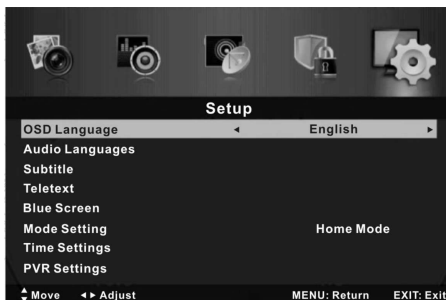 Setup
OSD Language English
Audio Languages
Subtitle
Teletext
Blue Screen
Mode Setting Home Mode
Time Settings
PVR Settings
Move Adjust MENU: Return EXIT: Exit